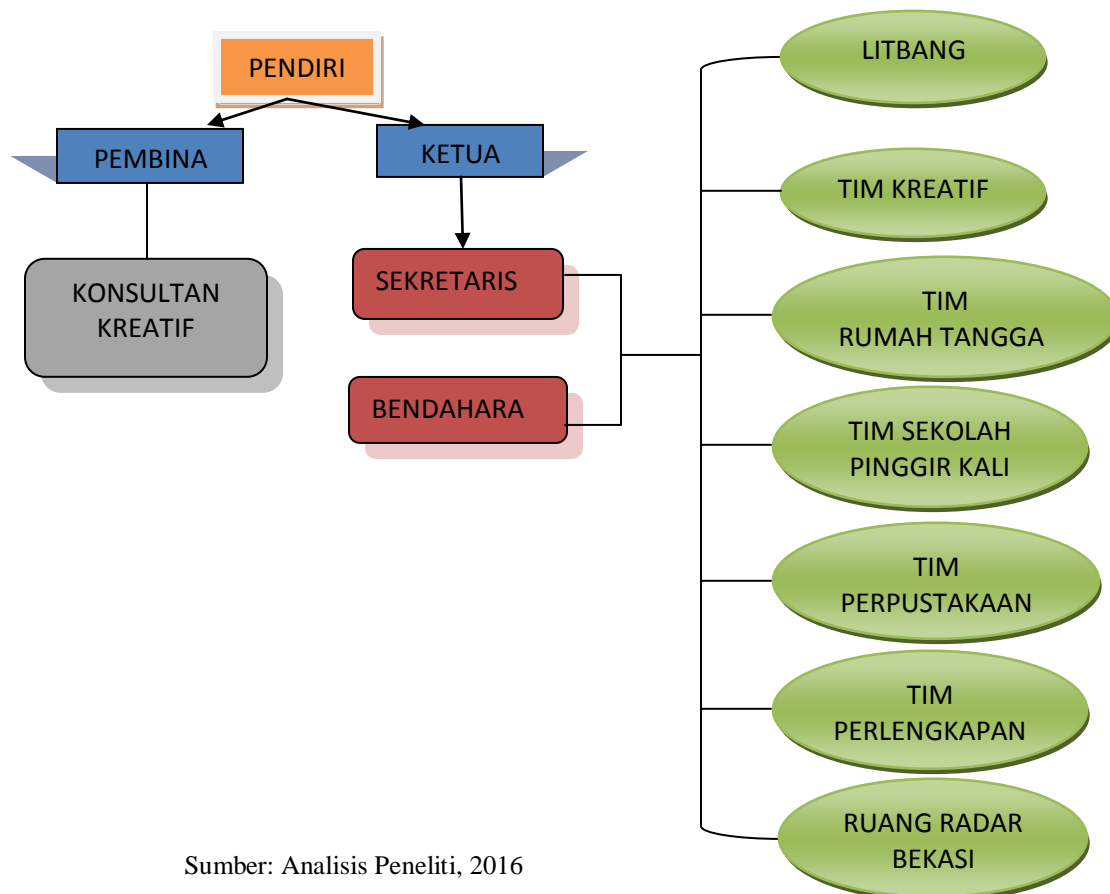 PENDIRI
PEMBINA
KETUA
KONSULTAN
KREATIF
SEKRETARIS
BENDAHARA
LITBANG
TIM KREATIF
TIM
RUMAH TANGGA
TIM SEKOLAH
PINGGIR KALI
TIM
PERPUSTAKAAN
TIM
PERLENGKAPAN
RUANG RADAR
BEKASI
Sumber: Analisis Peneliti, 2016